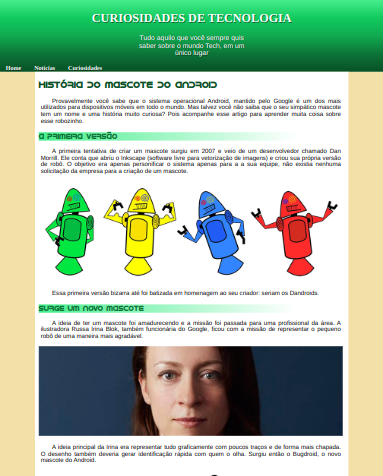 CURIOSIDADES DE TECNOLOGIA
Tudo aquilo que você sempre quis
saber sobre o mundo Tech, em um
único lugar
Home Notícias Curiosidades
HISTÓRIA DO MASCOTE DO ANDROID
Provavelmente você sabe que o sistema operacional Android, mantido pelo Google é um dos mais
utilizados para dispositivos móveis em todo o mundo. Mas talvez você não saiba que o seu simpático mascote
tem um nome e uma história muito curiosa? Pois acompanhe esse artigo para aprender muita coisa sobre
esse robozinho.
A PRIMEIRA VERSÃO
A primeira tentativa de criar um mascote surgiu em 2007 e veio de um desenvolvedor chamado Dan
Morrill. Ele conta que abriu o Inkscape (software livre para vetorização de imagens) e criou sua própria versão
de robô. O objetivo era apenas personificar o sistema apenas para a a sua equipe, não existia nenhuma
solicitação da empresa para a criação de um mascote.
Essa primeira versão bizarra até foi batizada em homenagem ao seu criador: seriam os Dandroids.
SURGE UM NOVO MASCOTE
A ideia de ter um mascote foi amadurecendo e a missão foi passada para uma profissional da área. A
ilustradora Russa Irina Blok, também funcionária do Google, ficou com a missão de representar o pequeno
robô de uma maneira mais agradável.
A ideia principal da Irina era representar tudo graficamente com poucos traços e de forma mais chapada.
O desenho também deveria gerar identificação rápida com quem o olha. Surgiu então o Bugdroid, o novo
mascote do Android.